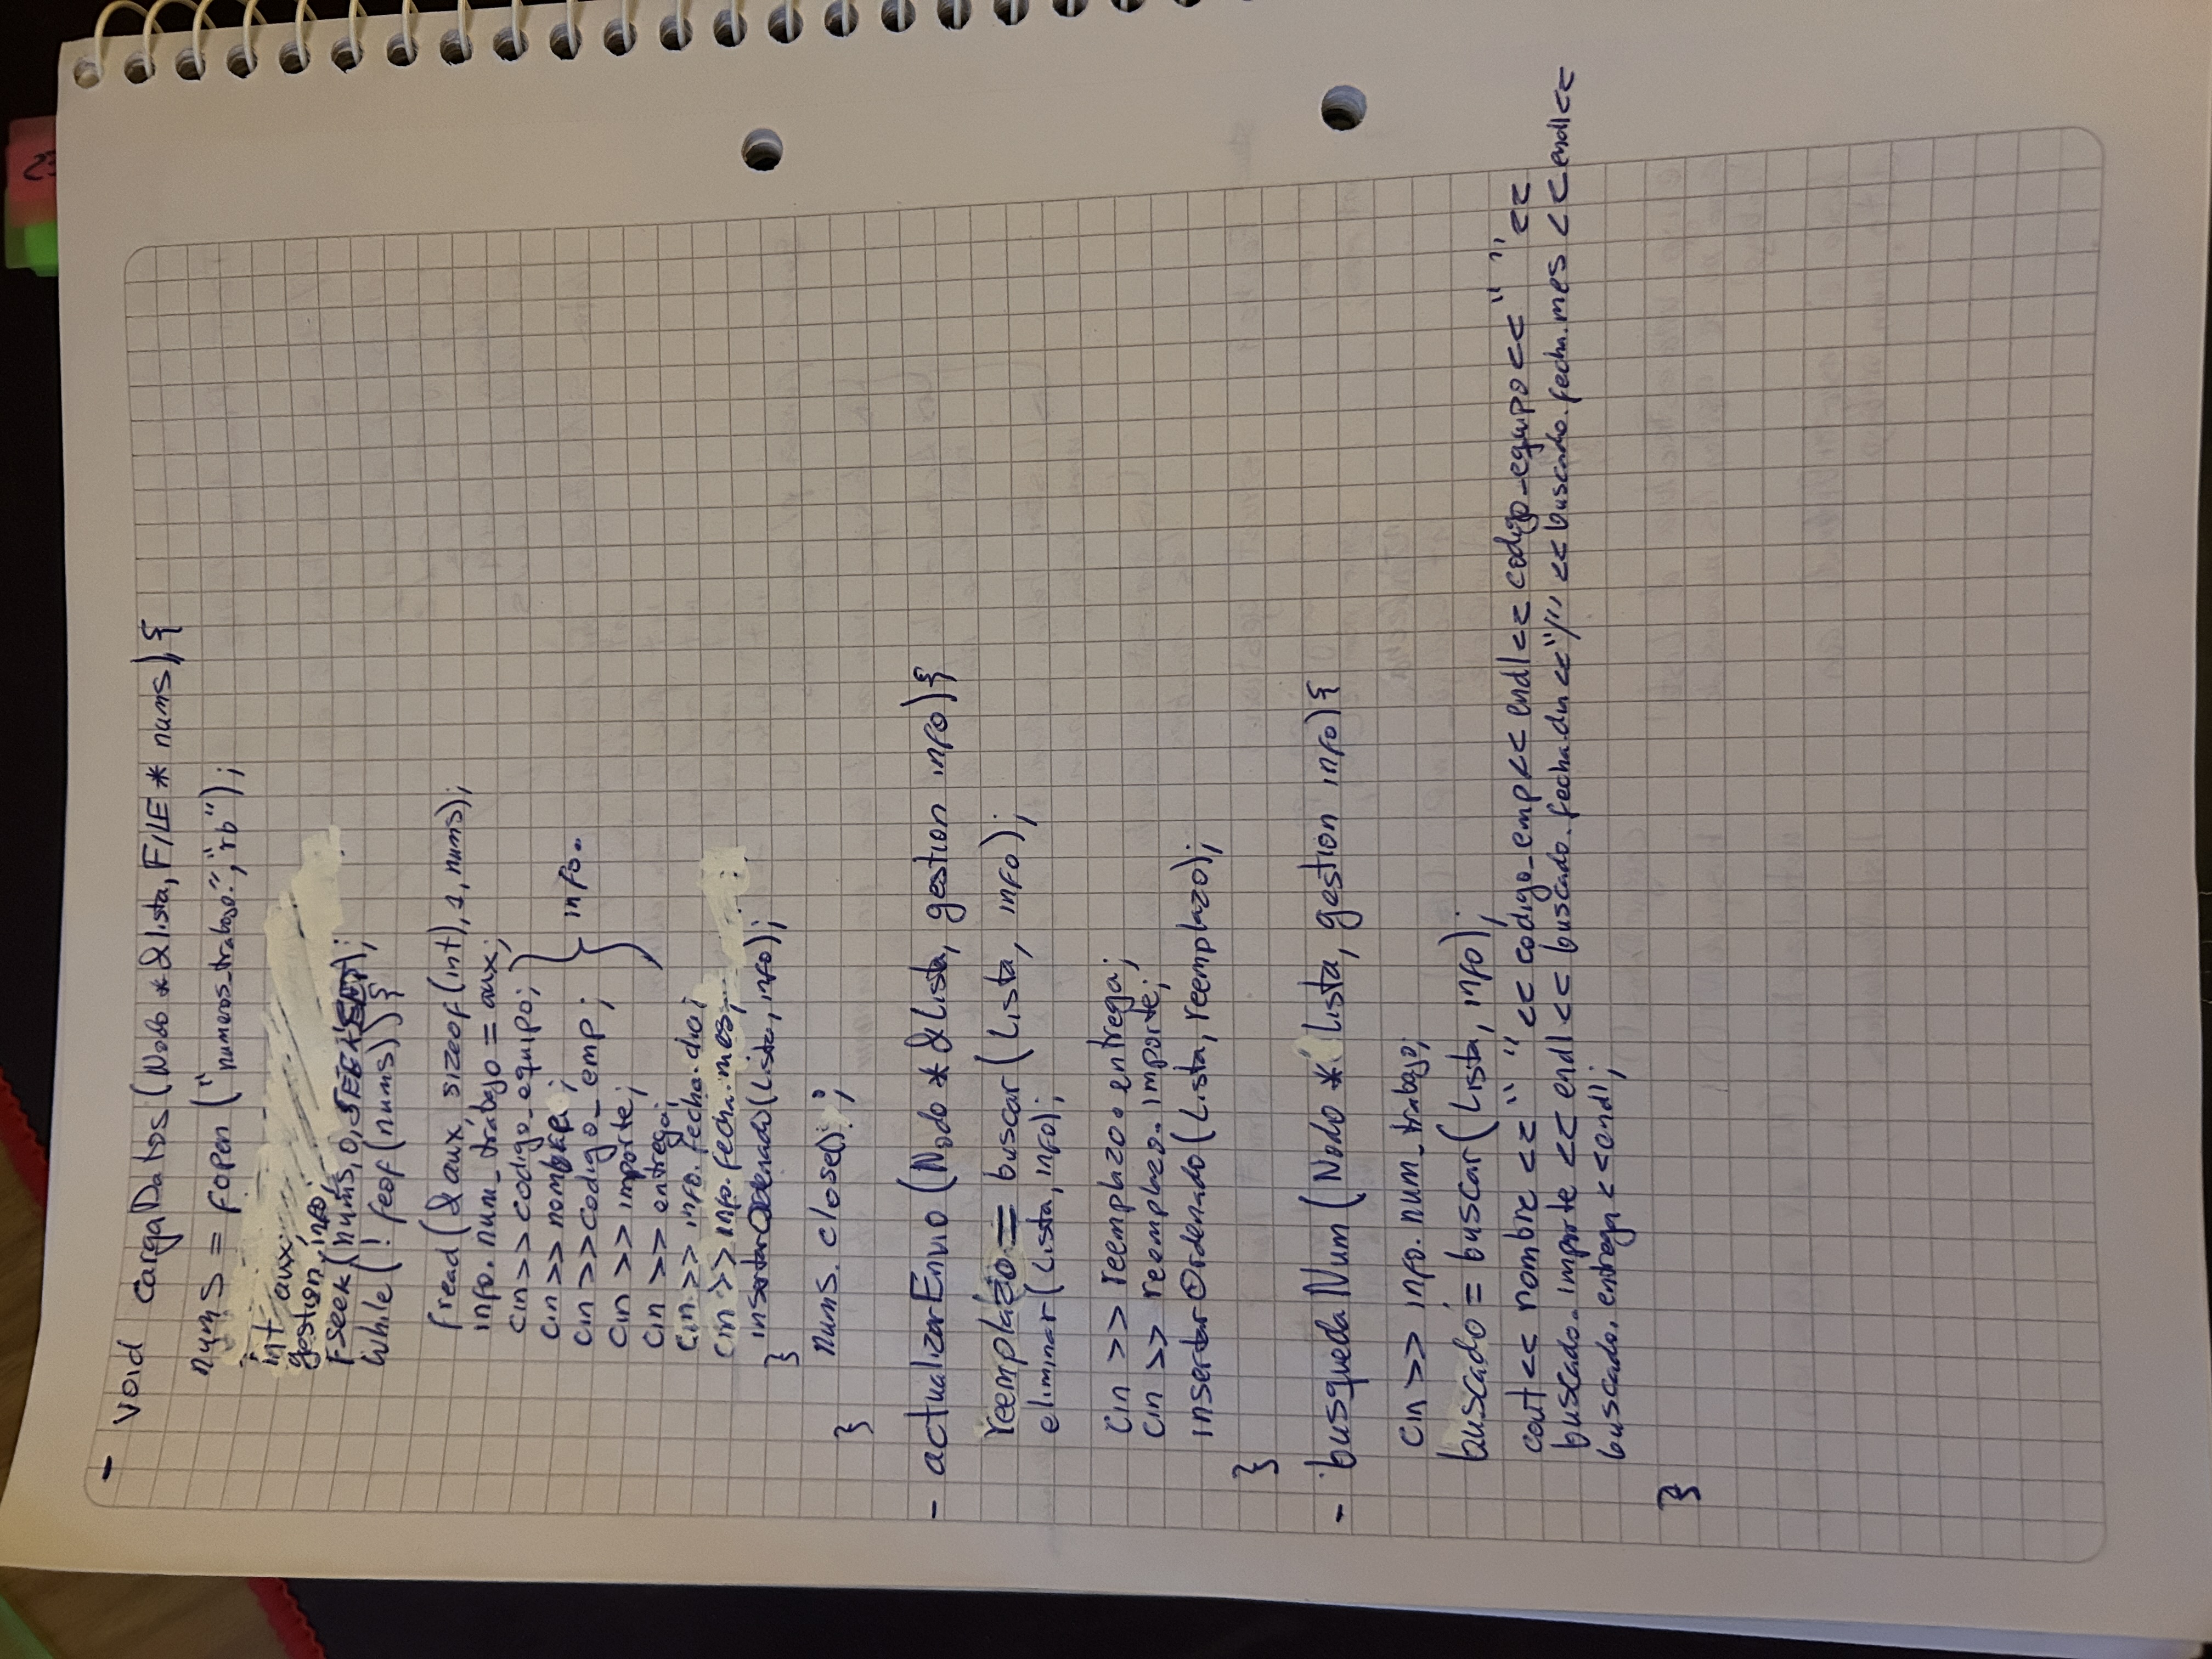 - void cargaDatos (Nodo *&lista, FILE * nums) {
nums = fopen ("numeros_trabajo.", "rb");
int aux;
gestion info;
Fseek (nums, 0, SEEK SET);
While (! feof (nums)) {
fread (& aux, sizeof (int), 1, nums);
info. num_trabajo = aux;
cin >> codigo_equipo;
cin >> nombre ;
cin >> codigo_emp; info.
cin >> importe;
cin >> entrega;
cin >> info. fecha. dia;
cin >> info. fecha. mes;
insertarOrdenado (Lista, info);
}
nums. close() ;
}
- actualizarEnvio (Nodo *& Lista, gestion info) {
reemplazo = buscar (Lista, info);
eliminar (Lista, info);
cin >> reemplazo. entrega;
cin >> reemplazo. importe;
insertarOrdenado (Lista, reemplazo);
}
- busquedaNum (Nodo * lista, gestion info) {
cin >> info. num_trabajo;
buscado = buscar (Lista, info);
cout << nombre << " " << codigo_emp << endl << codigo_equipo << " " <<
buscado. importe << endl << buscado. fecha. dia << "/" << buscado. fecha. mes << endl <<
buscado. entrega << endl;
}